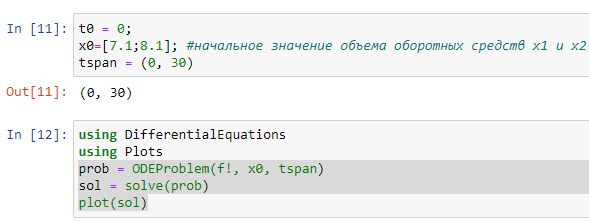 In [11]: t0 = 0;
x0=[7.1;8.1]; #начальное значение объема оборотных средств x1 и x2
tspan = (0, 30)
Out[11]: (0, 30)
In [12]: using DifferentialEquations
using Plots
prob = ODEProblem(f!, x0, tspan)
sol = solve(prob)
plot(sol)